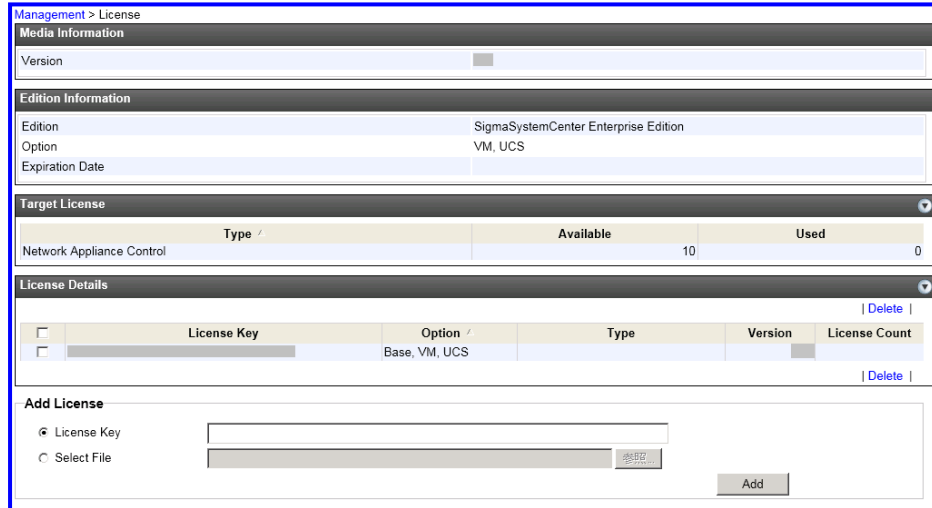 Management > License
Media Information
Version
Edition Information
Edition SigmaSystemCenter Enterprise Edition
Option VM, UCS
Expiration Date
Target License
Type Available Used
Network Appliance Control 10 0
License Details
| Delete |
License Key Option Type Version License Count
Base, VM, UCS
| Delete |
Add License
License Key
Select File 参照...
Add